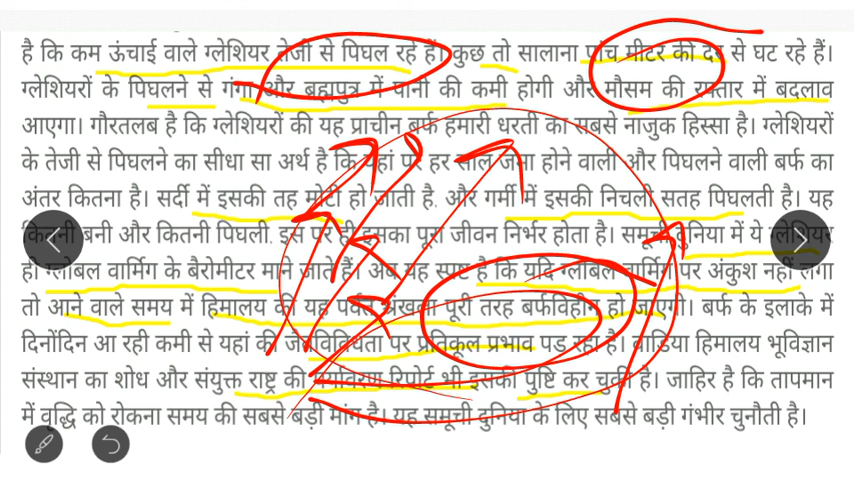 है कि कम ऊंचाई वाले ग्लेशियर तेजी से पिघल रहे हैं। कुछ तो सालाना पांच मीटर की दर से घट रहे हैं।
ग्लेशियरों के पिघलने से गंगा और ब्रह्मपुत्र में पानी की कमी होगी और मौसम की रफ्तार में बदलाव
आएगा। गौरतलब है कि ग्लेशियरों की यह प्राचीन बर्फ हमारी धरती का सबसे नाजुक हिस्सा है। ग्लेशियरों
के तेजी से पिघलने का सीधा सा अर्थ है कि यहां पर हर साल जमा होने वाली और पिघलने वाली बर्फ का
अंतर कितना है। सर्दी में इसकी तह मोटी हो जाती है, और गर्मी में इसकी निचली सतह पिघलती है। यह
कितनी बनी और कितनी पिघली, इस पर ही इसका पूरा जीवन निर्भर होता है। समूची दुनिया में ये ग्लेशियर
ही ग्लोबल वार्मिंग के बैरोमीटर माने जाते हैं। अब यह स्पष्ट है कि यदि ग्लोबल वार्मिंग पर अंकुश नहीं लगा
तो आने वाले समय में हिमालय की यह पर्वत श्रृंखला पूरी तरह बर्फविहीन हो जाएगी। बर्फ के इलाके में
दिनोंदिन आ रही कमी से यहां की जैव विविधता पर प्रतिकूल प्रभाव पड़ रहा है। वाडिया हिमालय भूविज्ञान
संस्थान का शोध और संयुक्त राष्ट्र की पर्यावरण रिपोर्ट भी इसकी पुष्टि कर चुकी है। जाहिर है कि तापमान
में वृद्धि को रोकना समय की सबसे बड़ी मांग है। यह समूची दुनिया के लिए सबसे बड़ी गंभीर चुनौती है।